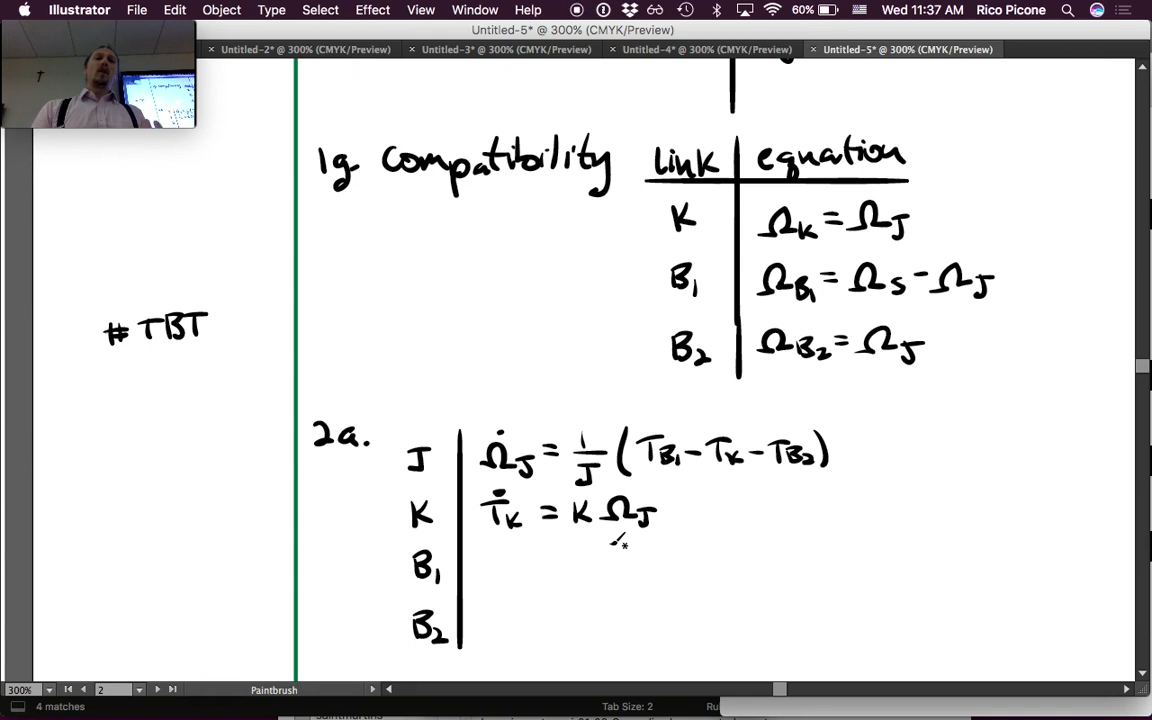 Illustrator File Edit Object Type Select Effect View Window Help 60% Wed 11:37 AM Rico Picone
Untitled-5* @ 300% (CMYK/Preview)
Untitled-2* @ 300% (CMYK/Preview) Untitled-3* @ 300% (CMYK/Preview) Untitled-4* @ 300% (CMYK/Preview) Untitled-5* @ 300% (CMYK/Preview)
1g. compatibility
link equation
K Ω_K = Ω_J
B₁ Ω_B₁ = Ω_S - Ω_J
B₂ Ω_B₂ = Ω_J
# TBT
2a.
J Ω̇_J = 1/J (T_B₁ - T_K - T_B₂)
K Ṫ_K = K Ω_J
B₁
B₂
300% 2 Paintbrush
4 matches Tab Size: 2